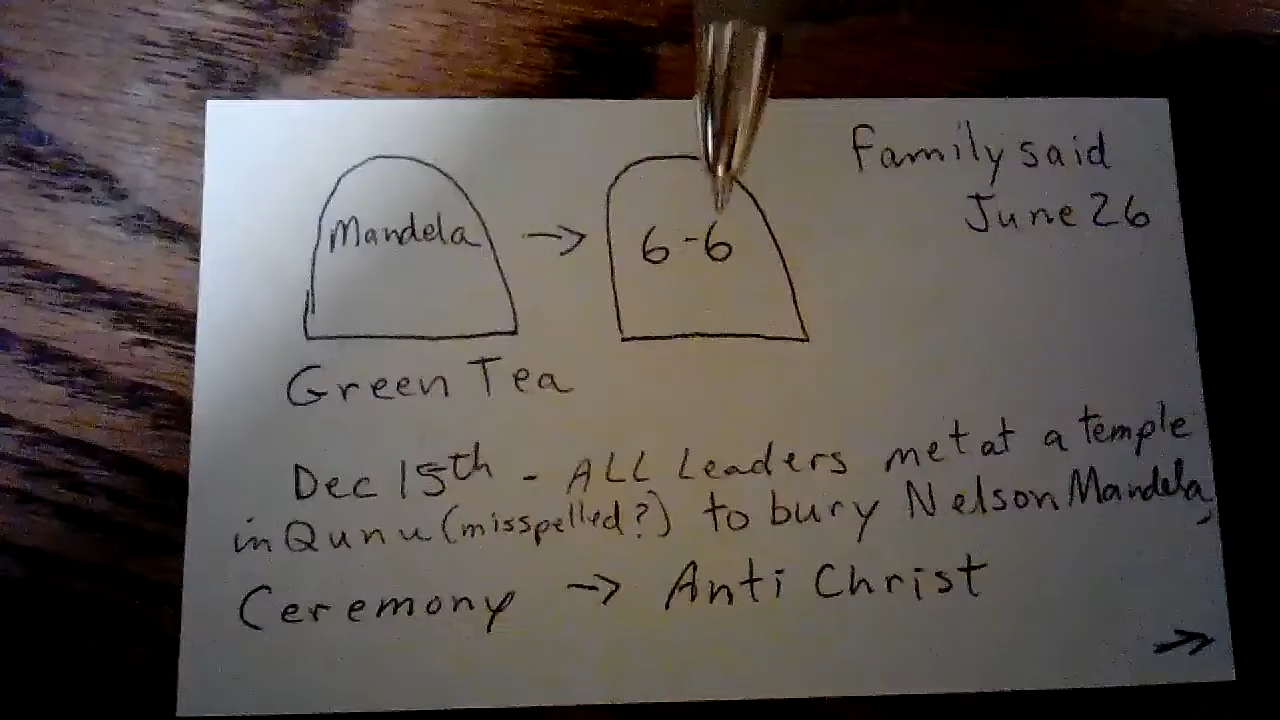 Family said
June 26
Mandela → 6-6
Green Tea
Dec 15th - ALL Leaders met at a temple
in Qunu (misspelled?) to bury Nelson Mandela,
Ceremony → Anti Christ
→